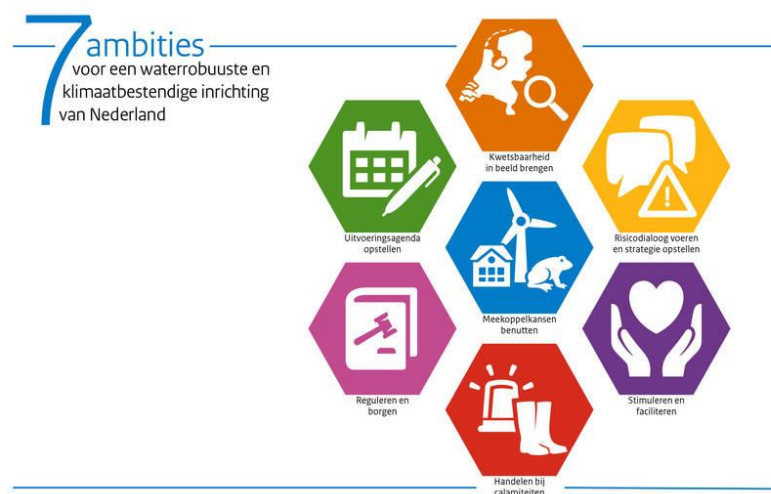 7 ambities
voor een waterrobuuste en
klimaatbestendige inrichting
van Nederland
Kwetsbaarheid
in beeld brengen
Uitvoeringsagenda
opstellen
Risicodialoog voeren
en strategie opstellen
Meekoppelkansen
benutten
Reguleren en
borgen
Stimuleren en
faciliteren
Handelen bij
calamiteiten